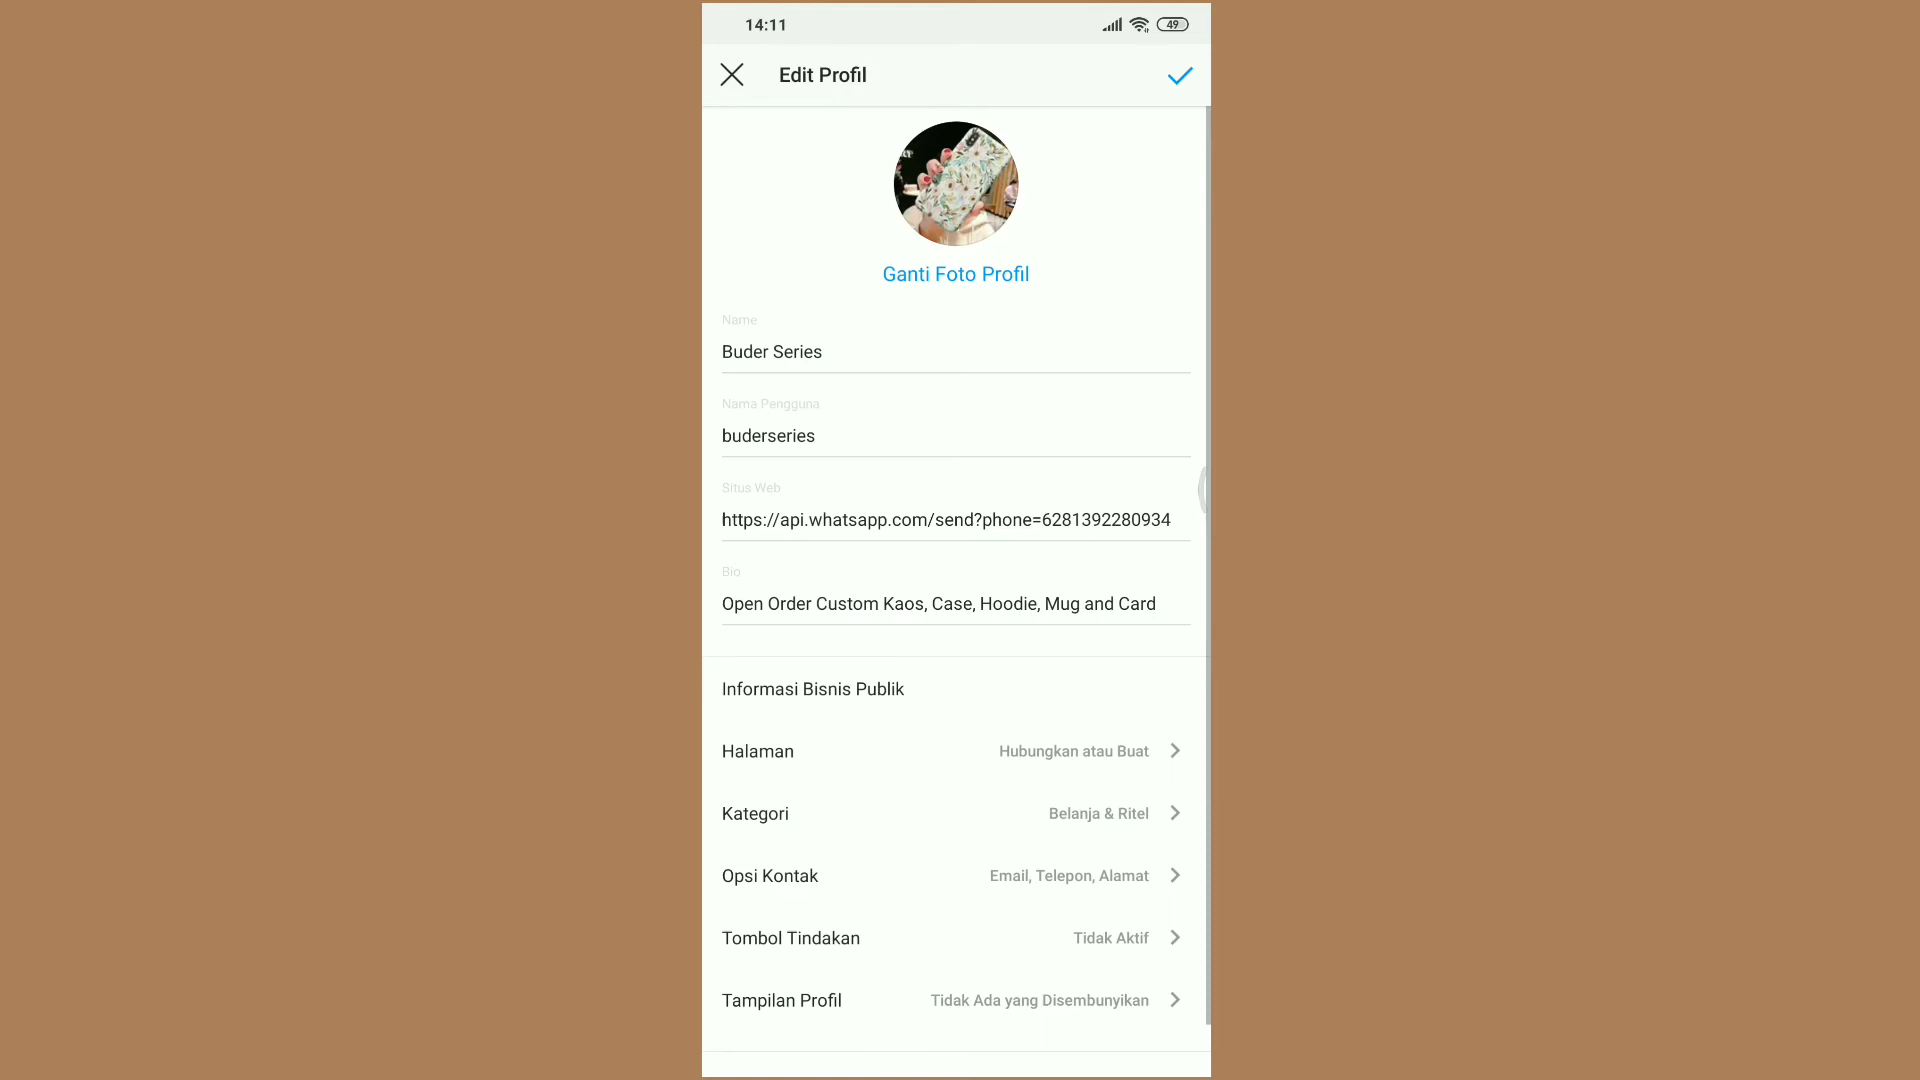 14:11
49
Edit Profil
Ganti Foto Profil
Name
Buder Series
Nama Pengguna
buderseries
Situs Web
https://api.whatsapp.com/send?phone=6281392280934
Bio
Open Order Custom Kaos, Case, Hoodie, Mug and Card
Informasi Bisnis Publik
Halaman Hubungkan atau Buat
Kategori Belanja & Ritel
Opsi Kontak Email, Telepon, Alamat
Tombol Tindakan Tidak Aktif
Tampilan Profil Tidak Ada yang Disembunyikan